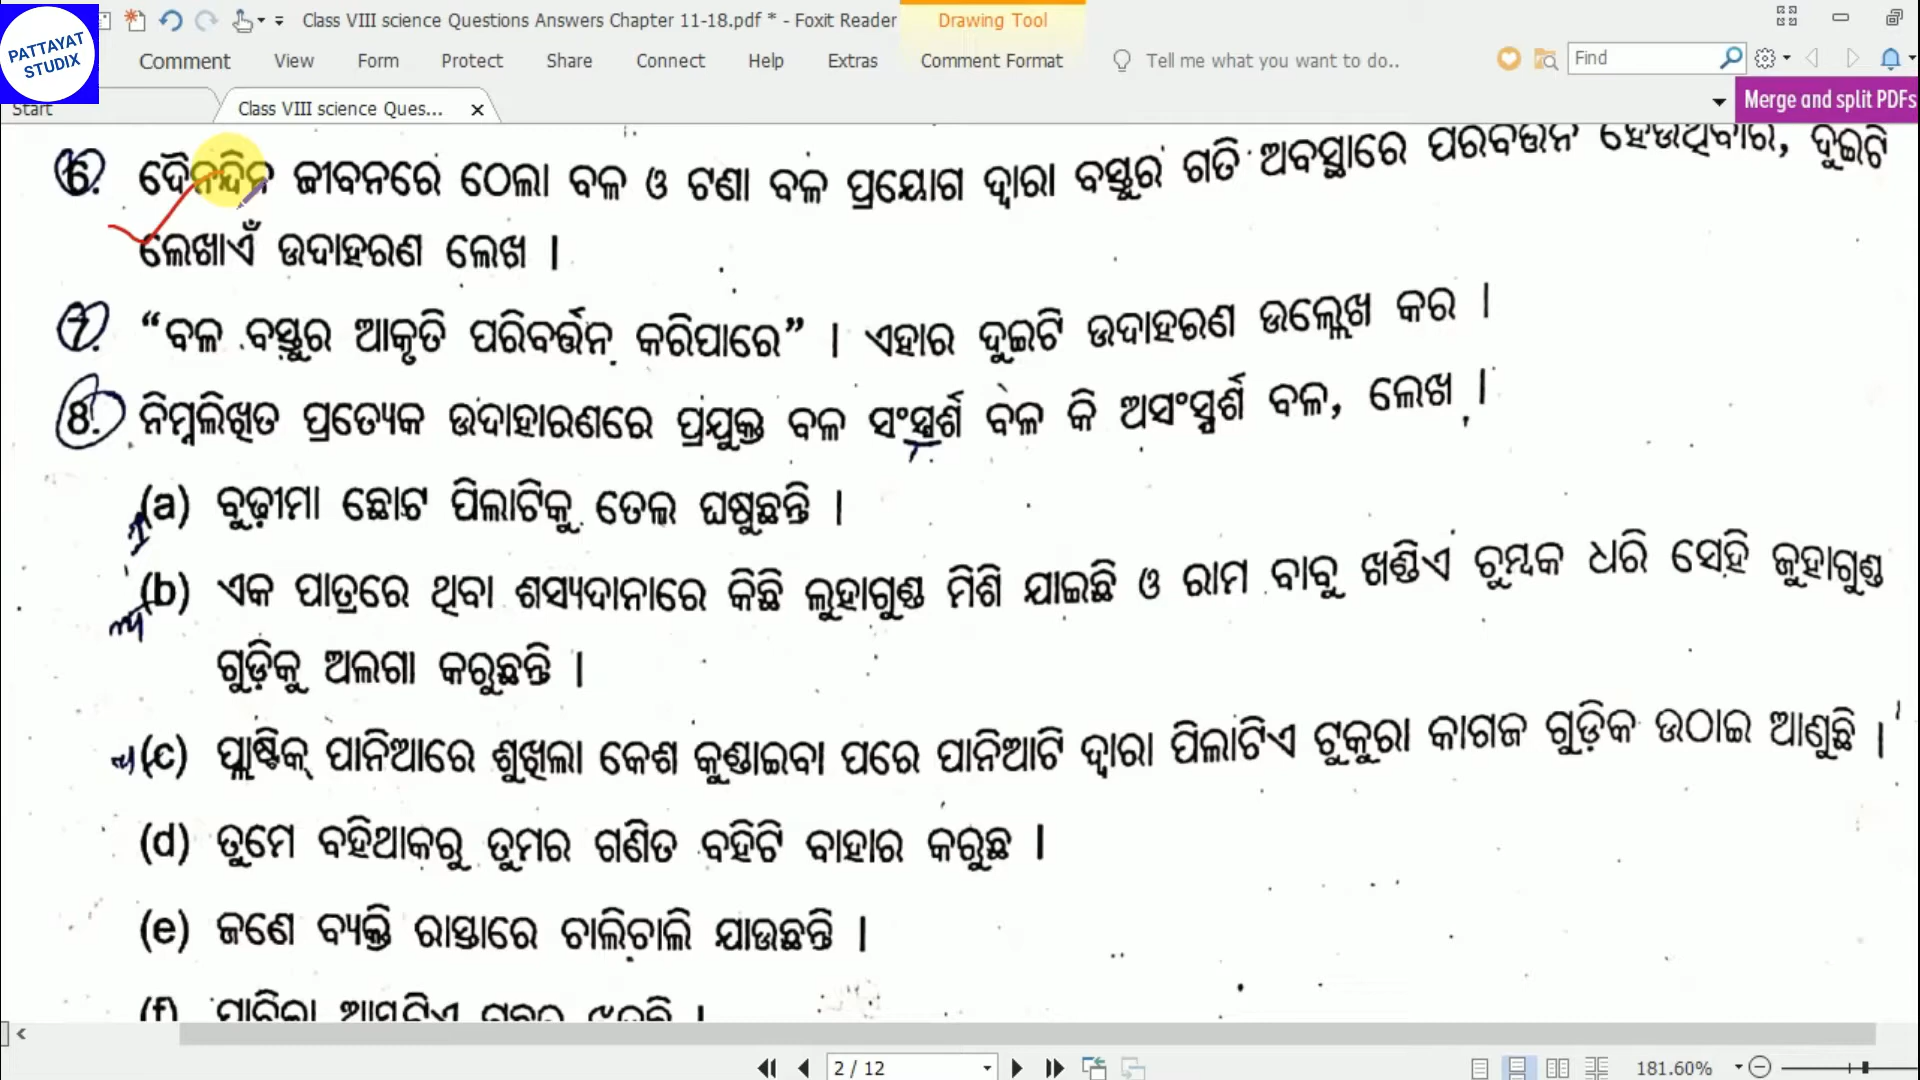 PATTAYAT
STUDIX
Class VIII science Questions Answers Chapter 11-18.pdf * - Foxit Reader
Drawing Tool
Comment View Form Protect Share Connect Help Extras Comment Format Tell me what you want to do.. Find
Start Class VIII science Ques... Merge and split PDFs
6. ଦୈନନ୍ଦିନ ଜୀବନରେ ଠେଲା ବଳ ଓ ଟଣା ବଳ ପ୍ରୟୋଗ ଦ୍ୱାରା ବସ୍ତୁର ଗତି ଅବସ୍ଥାରେ ପରବର୍ତ୍ତନ ହେଉଥିବାର, ଦୁଇଟି
ଲେଖାଏଁ ଉଦାହରଣ ଲେଖ ।
7. “ବଳ ବସ୍ତୁର ଆକୃତି ପରିବର୍ତ୍ତନ କରିପାରେ” । ଏହାର ଦୁଇଟି ଉଦାହରଣ ଉଲ୍ଲେଖ କର ।
8. ନିମ୍ନଲିଖିତ ପ୍ରତ୍ୟେକ ଉଦାହାରଣରେ ପ୍ରଯୁକ୍ତ ବଳ ସଂସ୍ପର୍ଶ ବଳ କି ଅସଂସ୍ପର୍ଶ ବଳ, ଲେଖ ।
(a) ବୁଢ଼ୀମା ଛୋଟ ପିଲାଟିକୁ ତେଲ ଘଷୁଛନ୍ତି ।
(b) ଏକ ପାତ୍ରରେ ଥିବା ଶସ୍ୟଦାନାରେ କିଛି ଲୁହାଗୁଣ୍ଡ ମିଶି ଯାଇଛି ଓ ରାମ ବାବୁ ଖଣ୍ଡିଏ ଚୁମ୍ବକ ଧରି ସେହି ଲୁହାଗୁଣ୍ଡ
ଗୁଡ଼ିକୁ ଅଲଗା କରୁଛନ୍ତି ।
(c) ପ୍ଲାଷ୍ଟିକ୍ ପାନିଆରେ ଶୁଖିଲା କେଶ କୁଣ୍ଡାଇବା ପରେ ପାନିଆଟି ଦ୍ୱାରା ପିଲାଟିଏ ଟୁକୁରା କାଗଜ ଗୁଡ଼ିକ ଉଠାଇ ଆଣୁଛି ।
(d) ତୁମେ ବହିଥାକରୁ ତୁମର ଗଣିତ ବହିଟି ବାହାର କରୁଛ ।
(e) ଜଣେ ବ୍ୟକ୍ତି ରାସ୍ତାରେ ଚାଲିଚାଲି ଯାଉଛନ୍ତି ।
(f)
2 / 12 181.60%